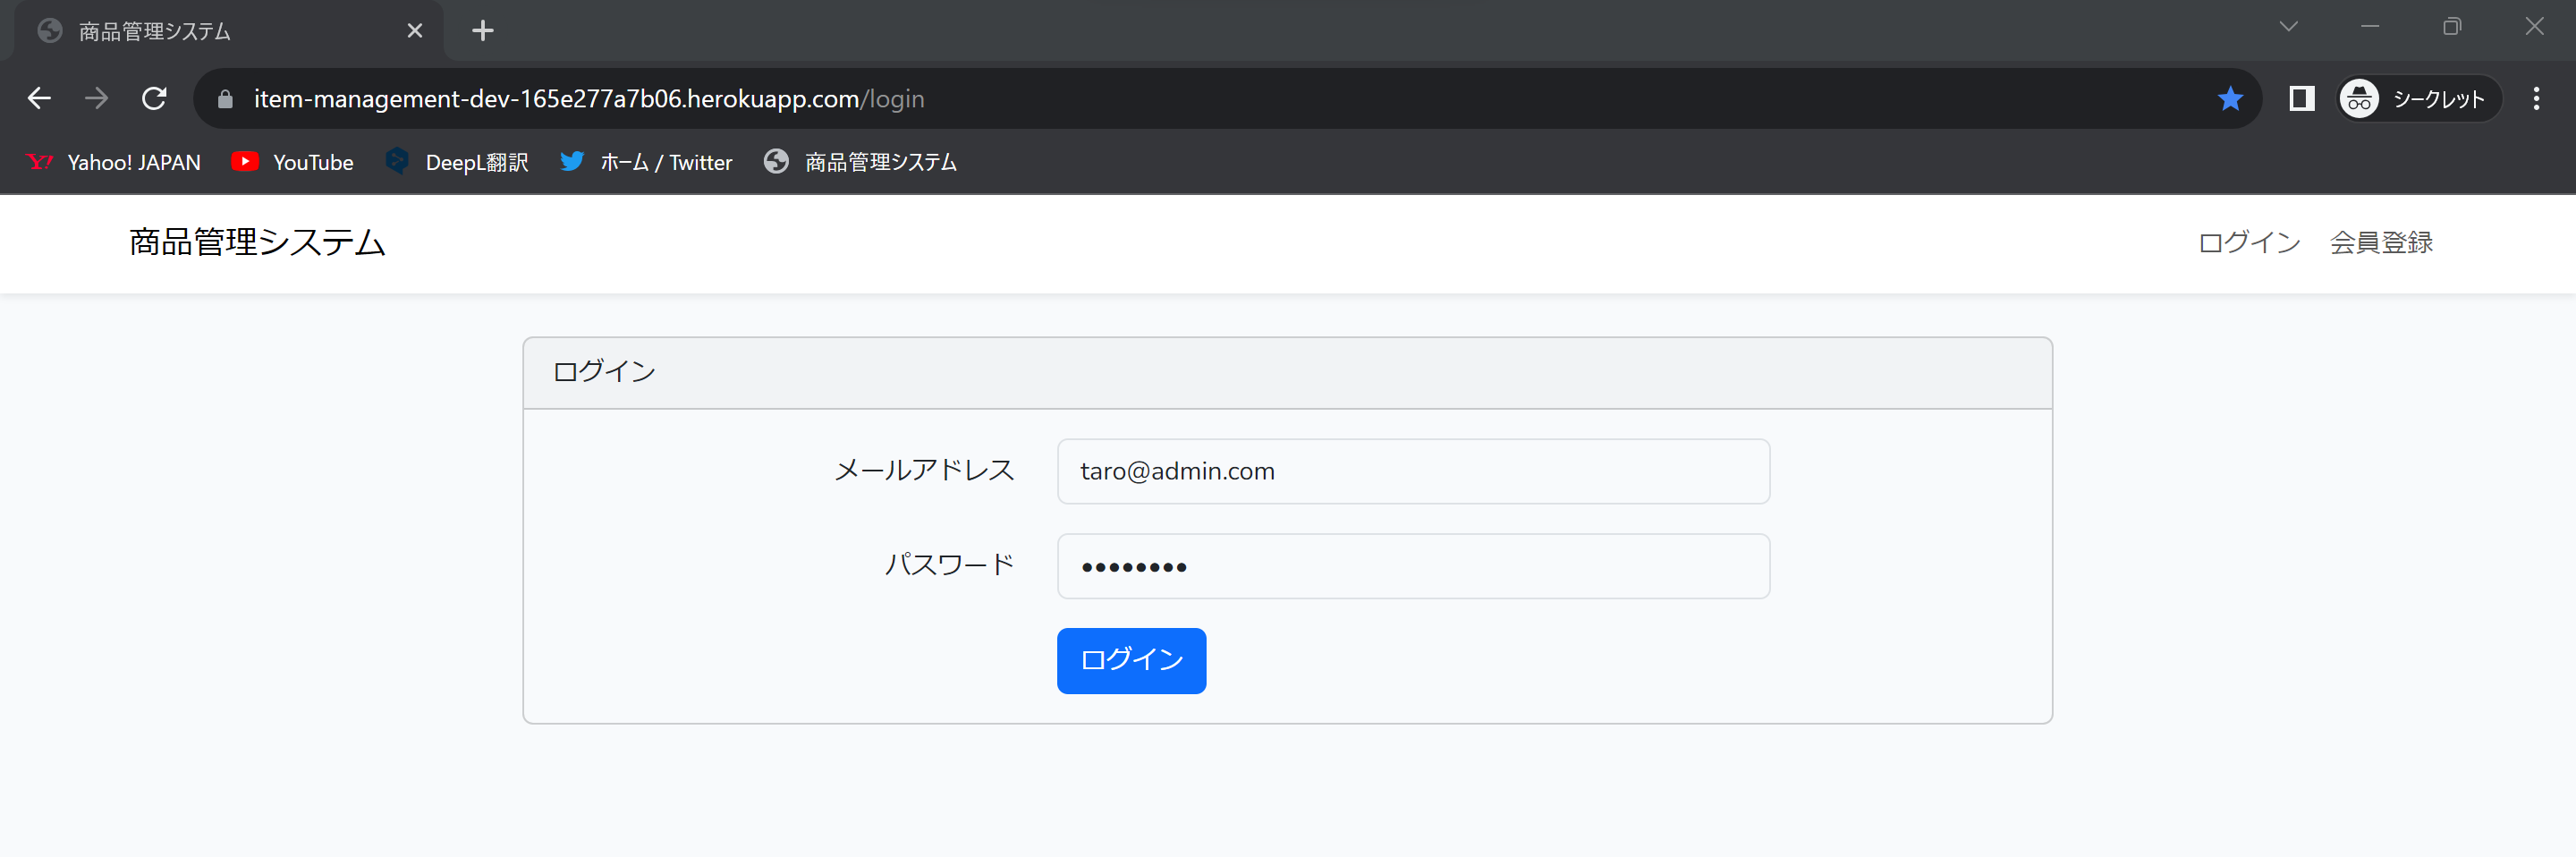 商品管理システム
item-management-dev-165e277a7b06.herokuapp.com/login
シークレット
Yahoo! JAPAN YouTube DeepL翻訳 ホーム / Twitter 商品管理システム
商品管理システム ログイン 会員登録
ログイン
メールアドレス taro@admin.com
パスワード ••••••••
ログイン